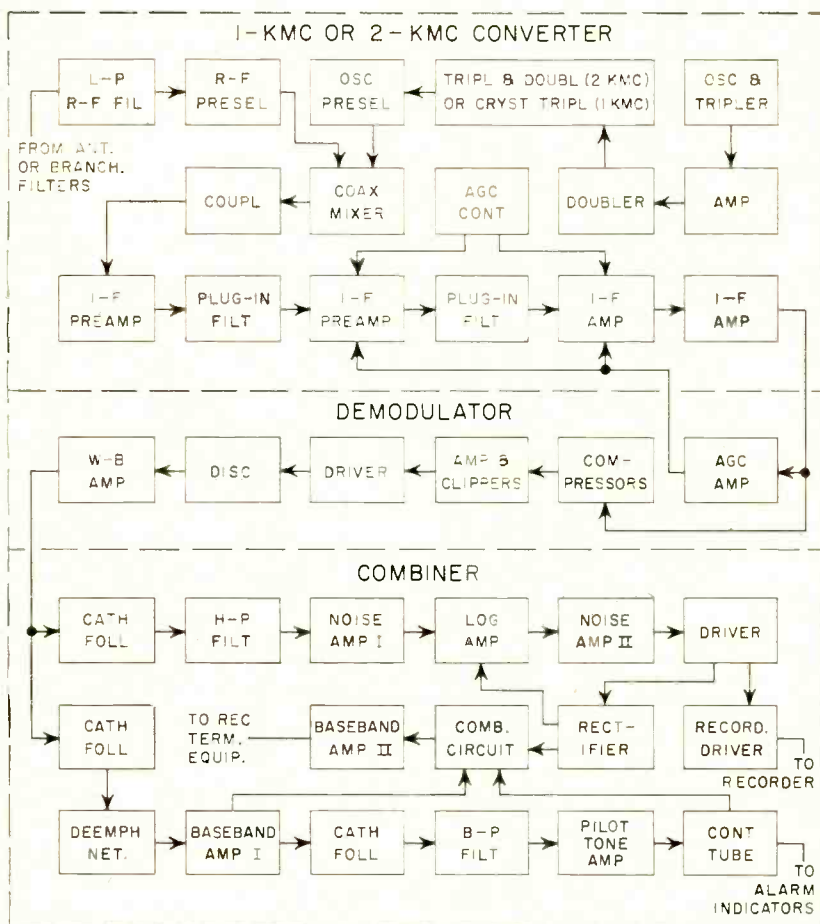 1-KMC OR 2-KMC CONVERTER
L-P
R-F FIL
R-F
PRESEL
OSC
PRESEL
TRIPL & DOUBL (2 KMC)
OR CRYST TRIPL (1 KMC)
OSC &
TRIPLER
FROM ANT.
OR BRANCH.
FILTERS
COUPL
COAX
MIXER
AGC
CONT
DOUBLER
AMP
I-F
PREAMP
PLUG-IN
FILT
I-F
PREAMP
PLUG-IN
FILT
I-F
AMP
I-F
AMP
DEMODULATOR
W-B
AMP
DISC
DRIVER
AMP &
CLIPPERS
COM-
PRESSORS
AGC
AMP
COMBINER
CATH
FOLL
H-P
FILT
NOISE
AMP I
LOG
AMP
NOISE
AMP II
DRIVER
CATH
FOLL
TO REC
TERM.
EQUIP.
BASEBAND
AMP II
COMB.
CIRCUIT
RECT-
IFIER
RECORD.
DRIVER
TO
RECORDER
DEEMPH
NET.
BASEBAND
AMP I
CATH
FOLL
B-P
FILT
PILOT
TONE
AMP
CONT
TUBE
TO
ALARM
INDICATORS